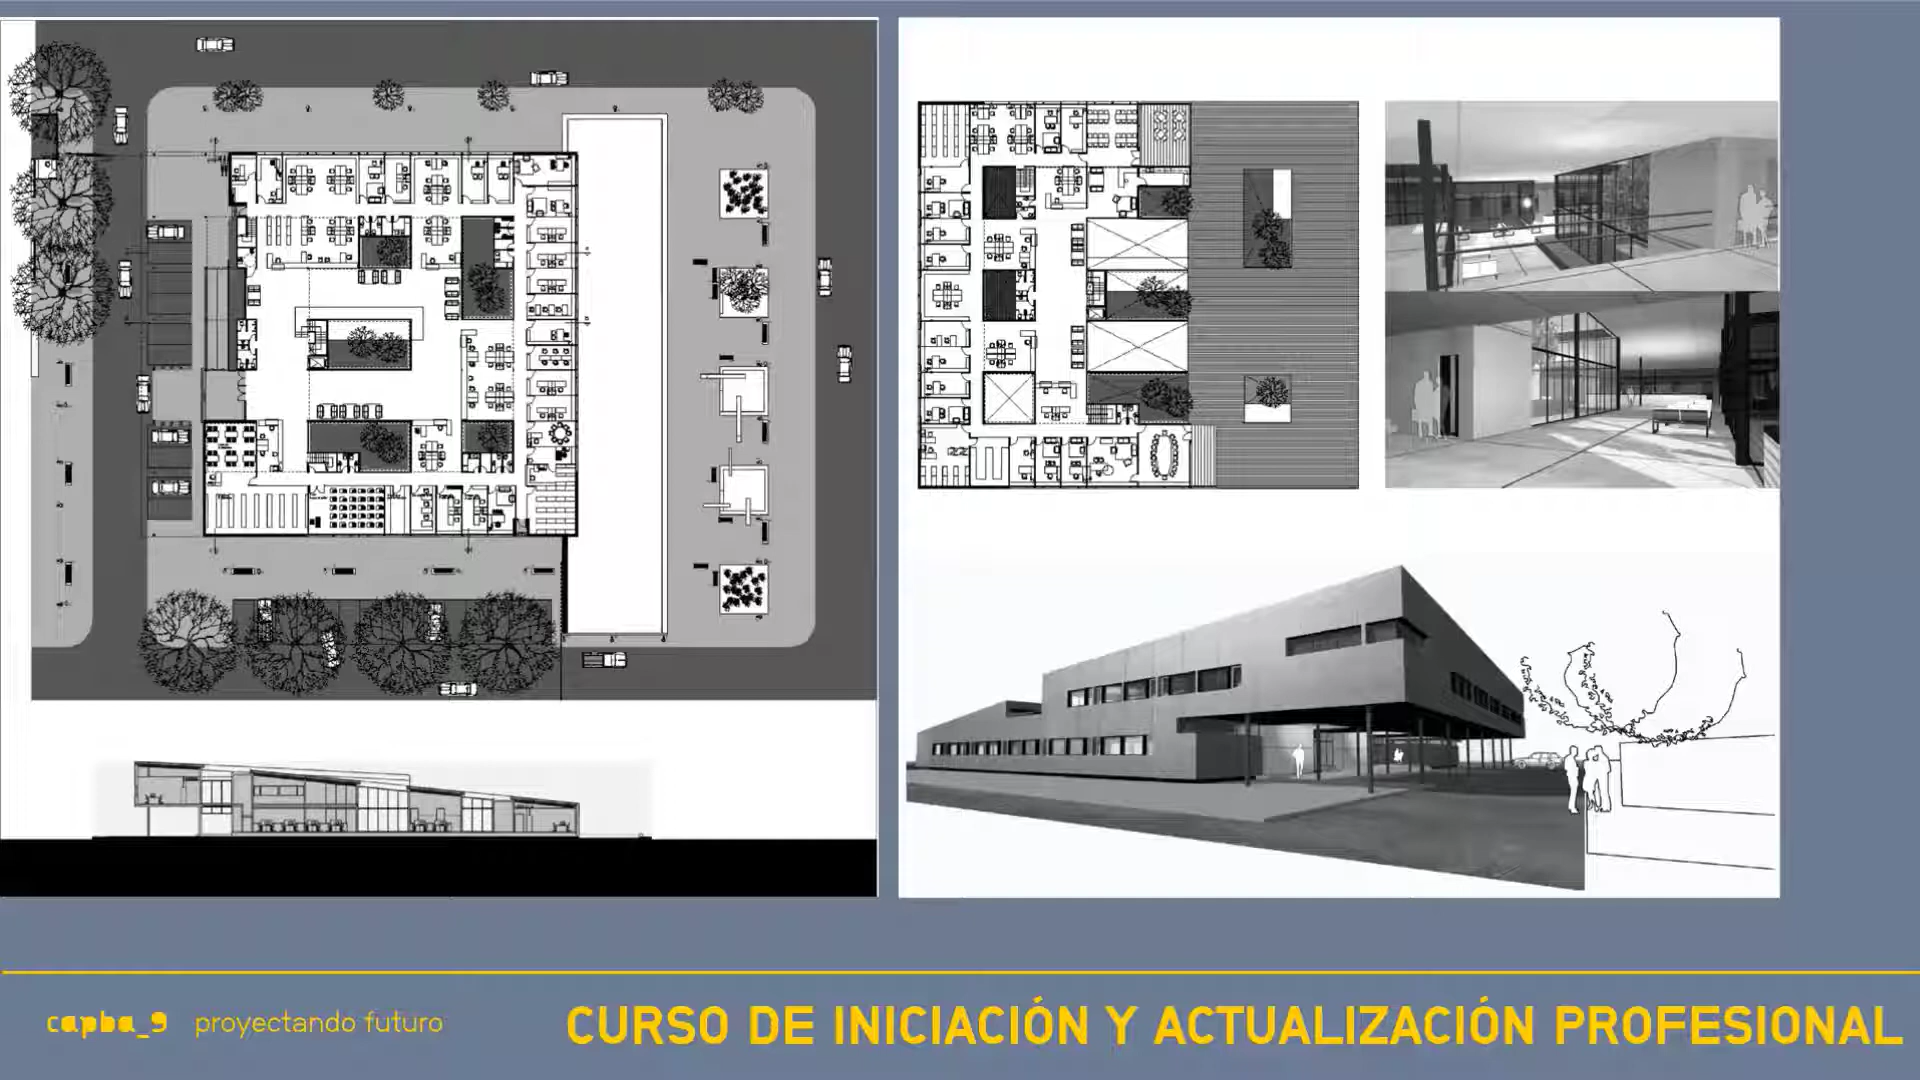 capba_9 proyectando futuro
CURSO DE INICIACIÓN Y ACTUALIZACIÓN PROFESIONAL